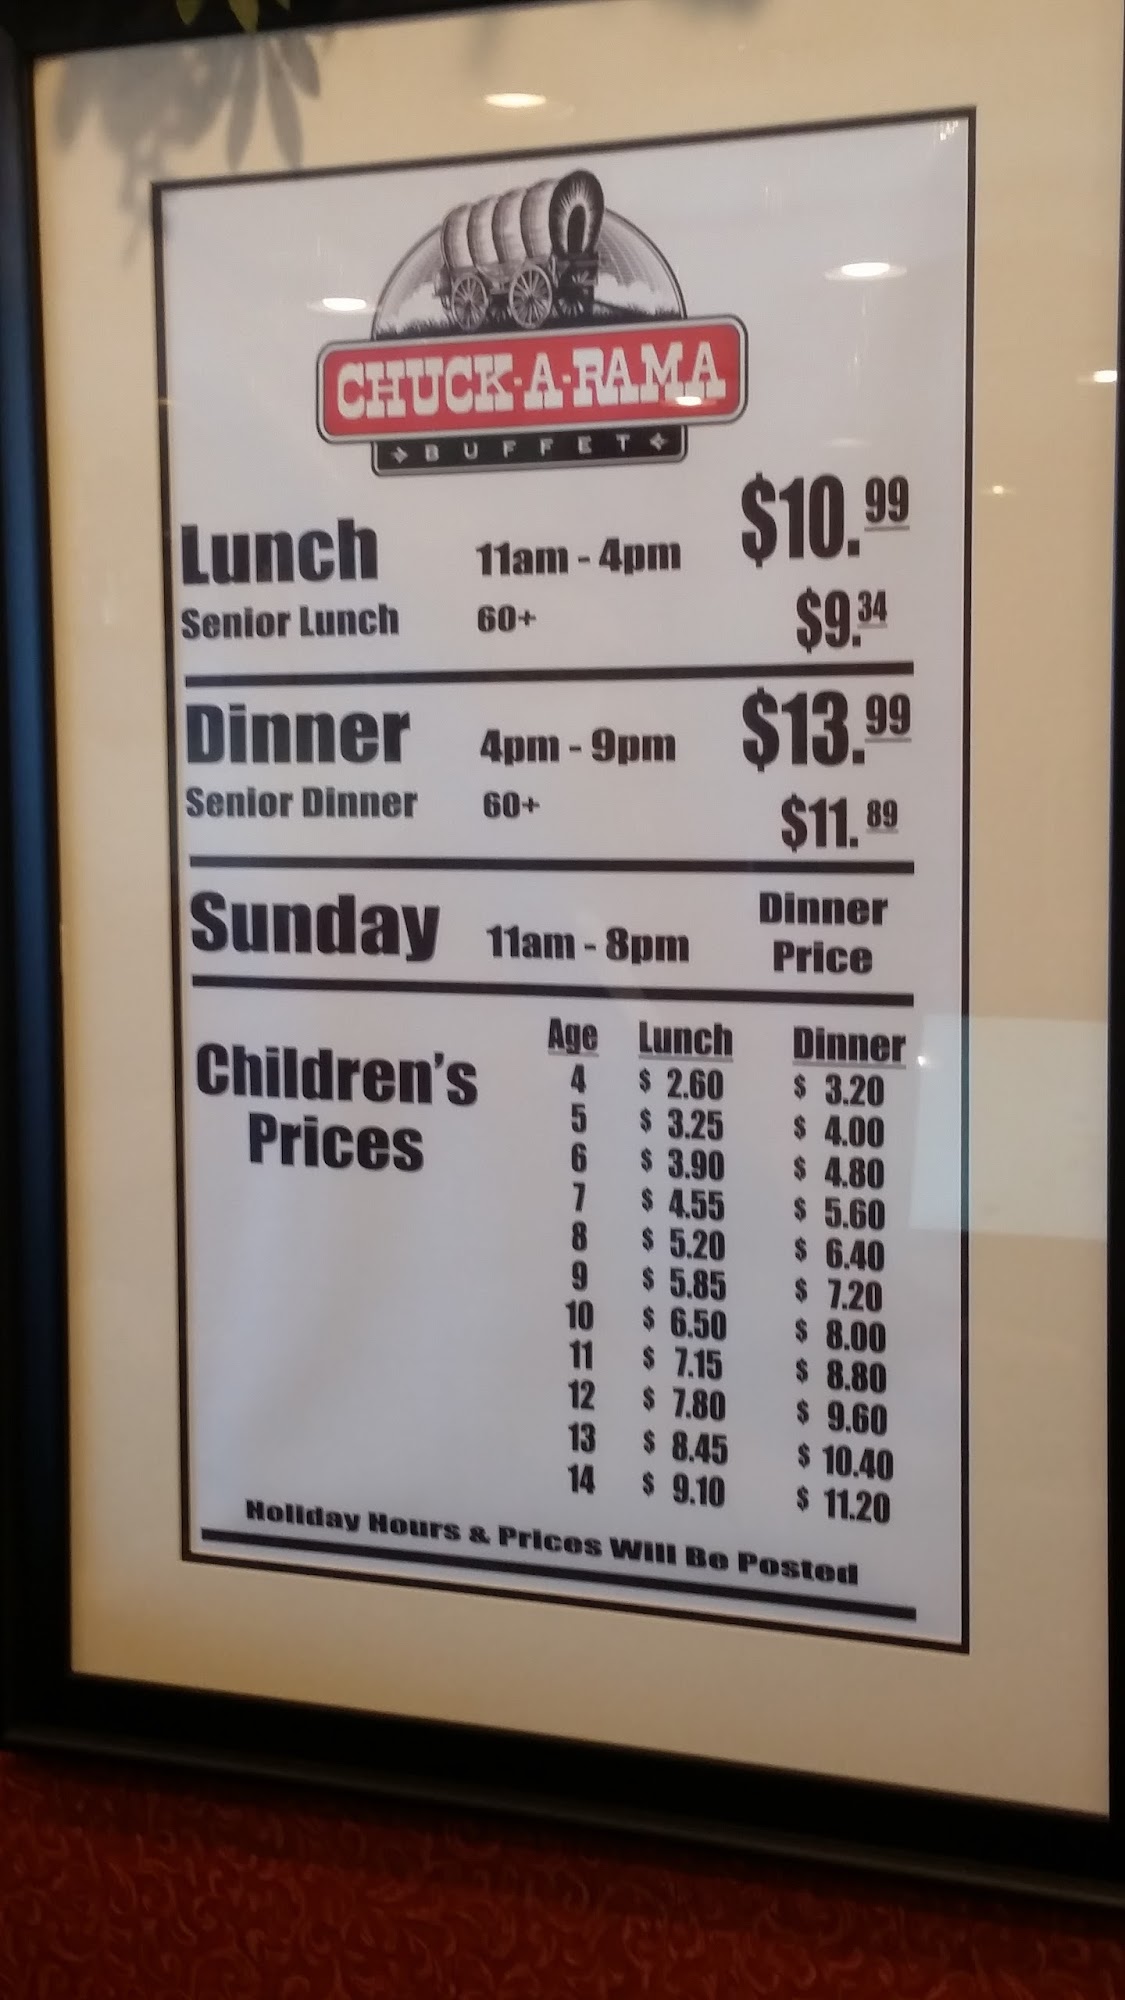 CHUCK-A-RAMA
BUFFET
Lunch 11am - 4pm $10.99
Senior Lunch 60+ $9.34
Dinner 4pm - 9pm $13.99
Senior Dinner 60+ $11.89
Sunday 11am - 8pm Dinner Price
Children's Prices
Age Lunch Dinner
4 $ 2.60 $ 3.20
5 $ 3.25 $ 4.00
6 $ 3.90 $ 4.80
7 $ 4.55 $ 5.60
8 $ 5.20 $ 6.40
9 $ 5.85 $ 7.20
10 $ 6.50 $ 8.00
11 $ 7.15 $ 8.80
12 $ 7.80 $ 9.60
13 $ 8.45 $ 10.40
14 $ 9.10 $ 11.20
Holiday Hours & Prices Will Be Posted